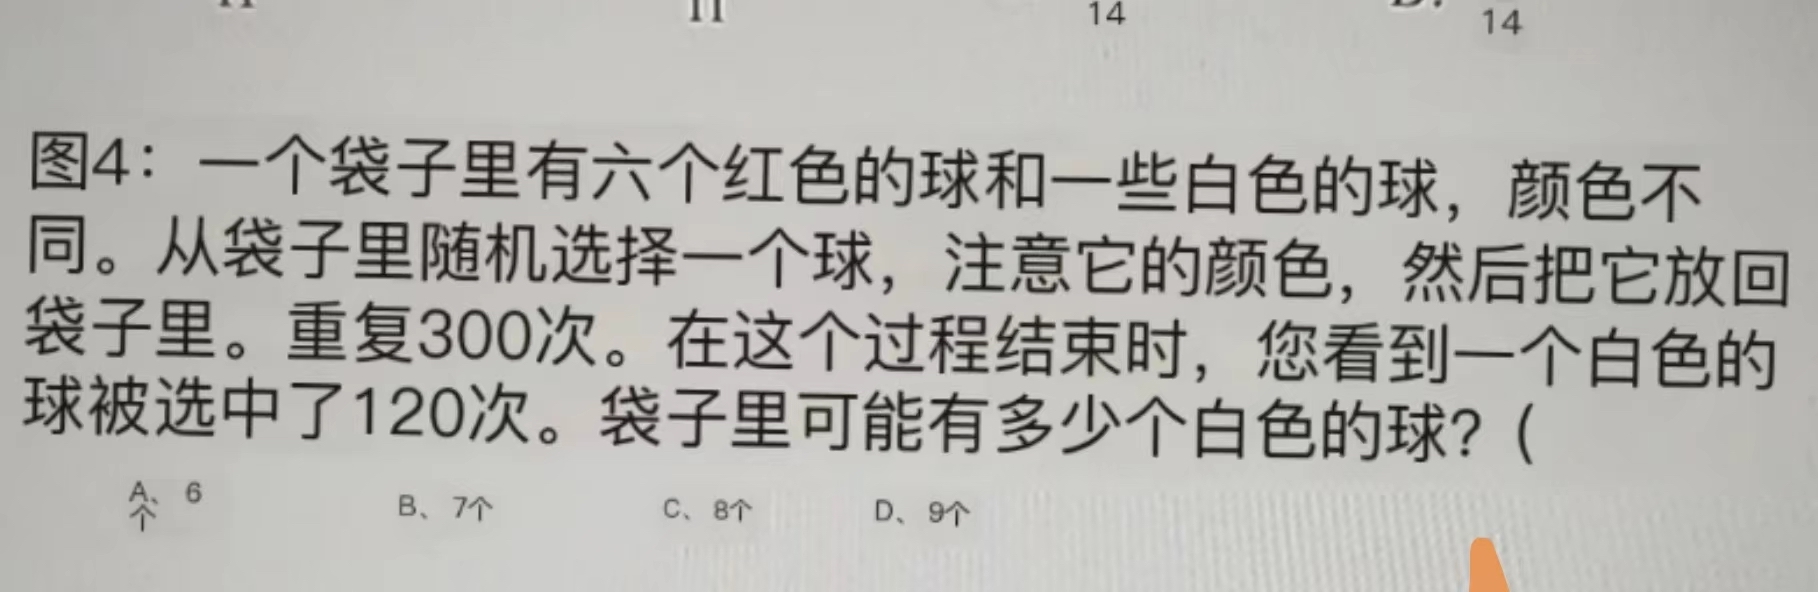 11 11 14 D. 14
图4：一个袋子里有六个红色的球和一些白色的球，颜色不
同。从袋子里随机选择一个球，注意它的颜色，然后把它放回
袋子里。重复300次。在这个过程结束时，您看到一个白色的
球被选中了120次。袋子里可能有多少个白色的球?（
A、6 B、7个 C、8个 D、9个
个